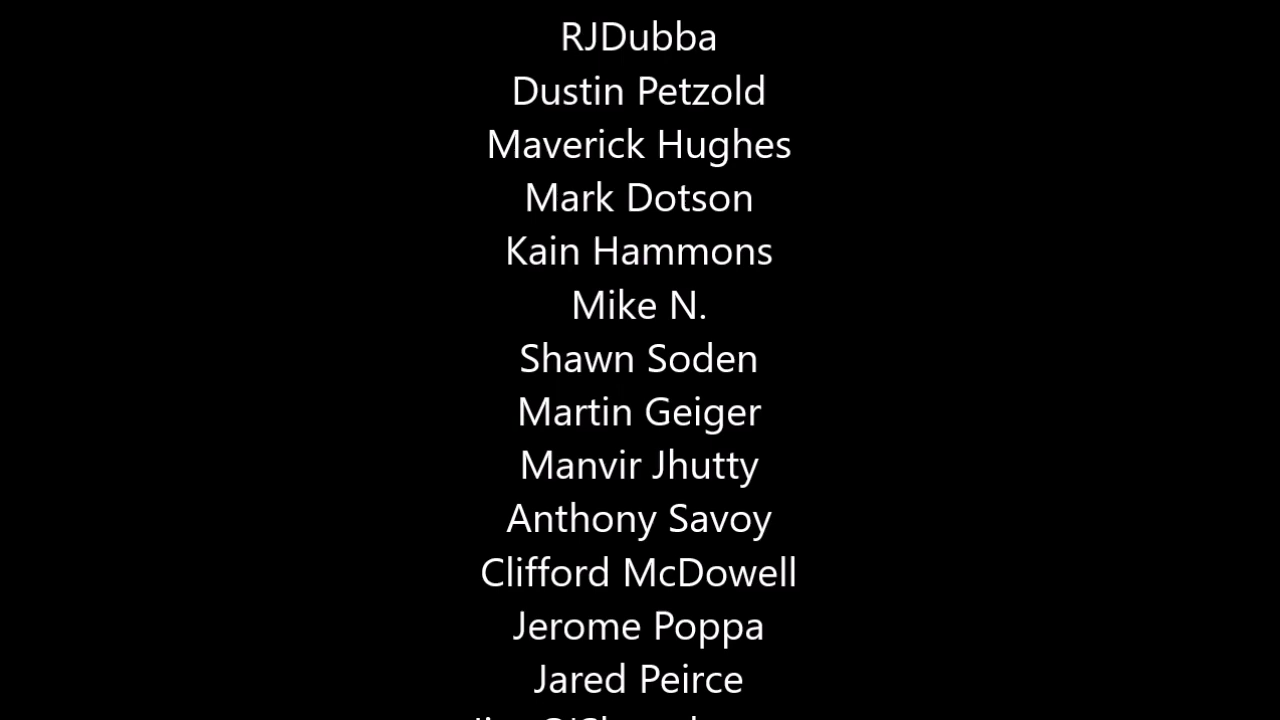 RJDubba
Dustin Petzold
Maverick Hughes
Mark Dotson
Kain Hammons
Mike N.
Shawn Soden
Martin Geiger
Manvir Jhutty
Anthony Savoy
Clifford McDowell
Jerome Poppa
Jared Peirce